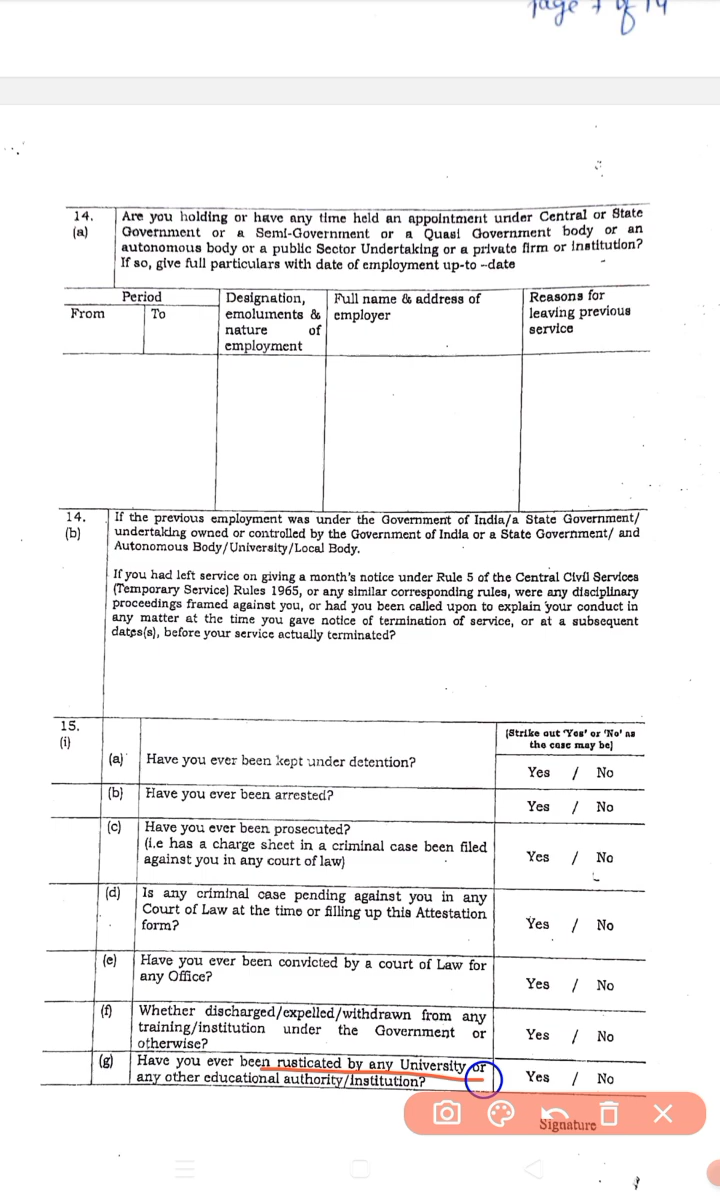 Page 7 of 14
14. Are you holding or have any time held an appointment under Central or State
(a) Government or a Semi-Government or a Quasi Government body or an
autonomous body or a public Sector Undertaking or a private firm or institution?
If so, give full particulars with date of employment up-to –date
Period Designation, Full name & address of Reasons for
From To emoluments & employer leaving previous
nature of service
employment
14. If the previous employment was under the Government of India/a State Government/
(b) undertaking owned or controlled by the Government of India or a State Government/ and
Autonomous Body/University/Local Body.
If you had left service on giving a month's notice under Rule 5 of the Central Civil Services
(Temporary Service) Rules 1965, or any similar corresponding rules, were any disciplinary
proceedings framed against you, or had you been called upon to explain your conduct in
any matter at the time you gave notice of termination of service, or at a subsequent
dates(s), before your service actually terminated?
15. (Strike out 'Yes' or 'No' as
(i) the case may be)
(a) Have you ever been kept under detention? Yes / No
(b) Have you ever been arrested? Yes / No
(c) Have you ever been prosecuted?
(i.e has a charge sheet in a criminal case been filed Yes / No
against you in any court of law)
(d) Is any criminal case pending against you in any
Court of Law at the time or filling up this Attestation Yes / No
form?
(e) Have you ever been convicted by a court of Law for
any Office? Yes / No
(f) Whether discharged/expelled/withdrawn from any
training/institution under the Government or Yes / No
otherwise?
(g) Have you ever been rusticated by any University or
any other educational authority/Institution? Yes / No
Signature